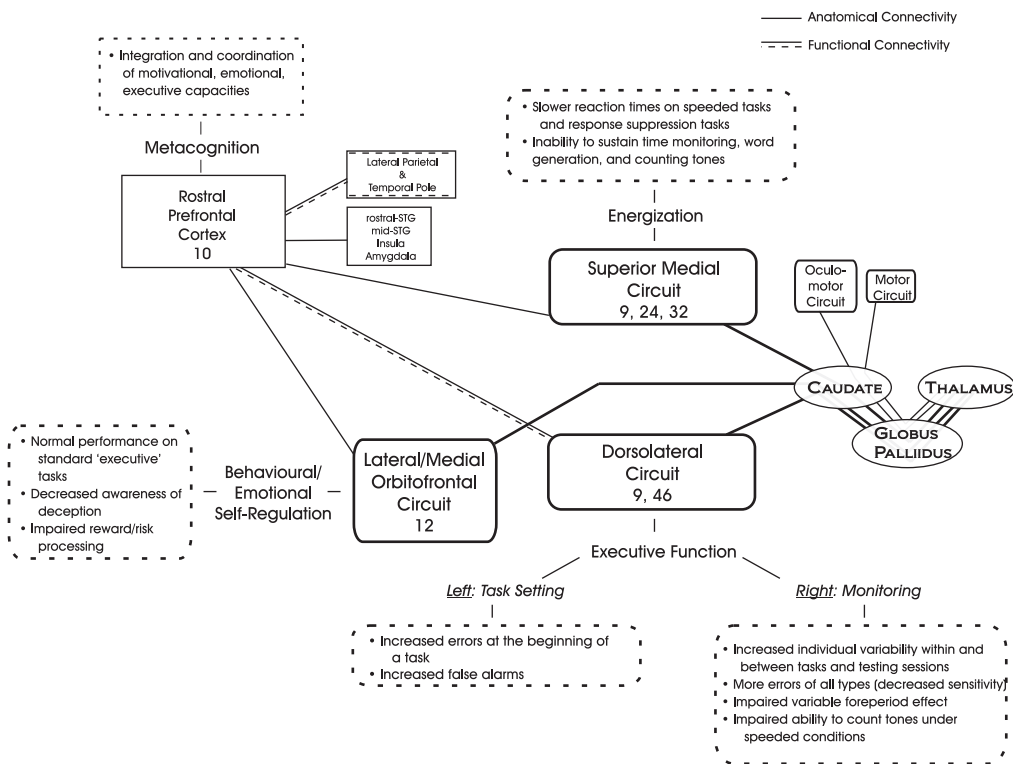 Anatomical Connectivity
Functional Connectivity
• Integration and coordination
of motivational, emotional,
executive capacities
Metacognition
Rostral
Prefrontal
Cortex
10
Lateral Parietal
&
Temporal Pole
rostral-STG
mid-STG
Insula
Amygdala
• Slower reaction times on speeded tasks
and response suppression tasks
• Inability to sustain time monitoring, word
generation, and counting tones
Energization
Superior Medial
Circuit
9, 24, 32
Oculo-
motor
Circuit
Motor
Circuit
CAUDATE
THALAMUS
GLOBUS
PALLIIDUS
• Normal performance on
standard ‘executive’
tasks
• Decreased awareness of
deception
• Impaired reward/risk
processing
Behavioural/
Emotional
Self-Regulation
Lateral/Medial
Orbitofrontal
Circuit
12
Dorsolateral
Circuit
9, 46
Executive Function
Left: Task Setting
• Increased errors at the beginning of
a task
• Increased false alarms
Right: Monitoring
• Increased individual variability within and
between tasks and testing sessions
• More errors of all types (decreased sensitivity)
• Impaired variable foreperiod effect
• Impaired ability to count tones under
speeded conditions